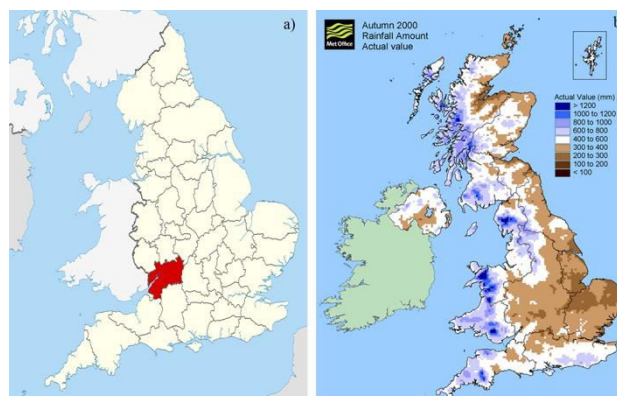 a)
Met Office
Autumn 2000
Rainfall Amount
Actual value
b
Actual Value (mm)
> 1200
1000 to 1200
800 to 1000
600 to 800
400 to 600
300 to 400
200 to 300
100 to 200
< 100